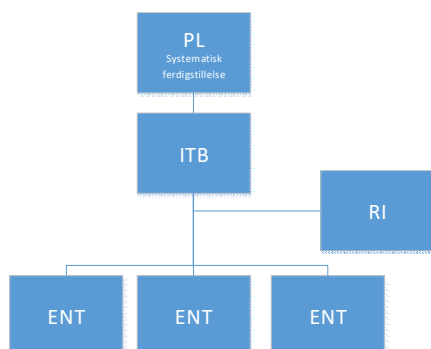 PL
Systematisk
ferdigstillelse
ITB
RI
ENT
ENT
ENT